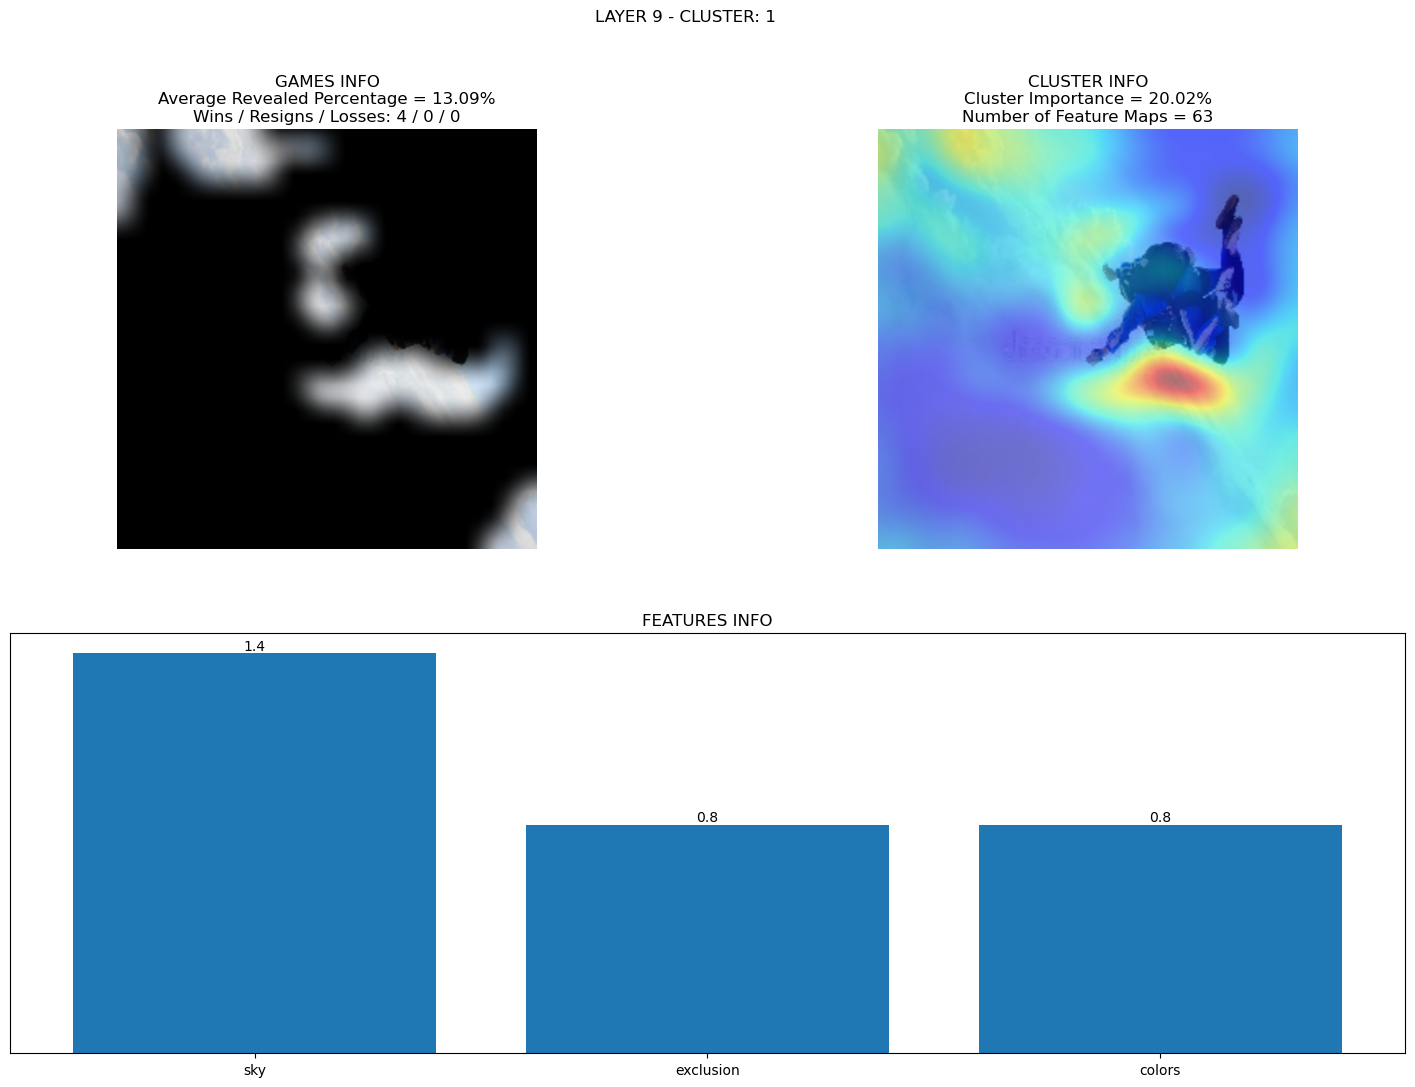 LAYER 9 - CLUSTER: 1
GAMES INFO
Average Revealed Percentage = 13.09%
Wins / Resigns / Losses: 4 / 0 / 0
CLUSTER INFO
Cluster Importance = 20.02%
Number of Feature Maps = 63
FEATURES INFO
1.4
0.8
0.8
sky
exclusion
colors